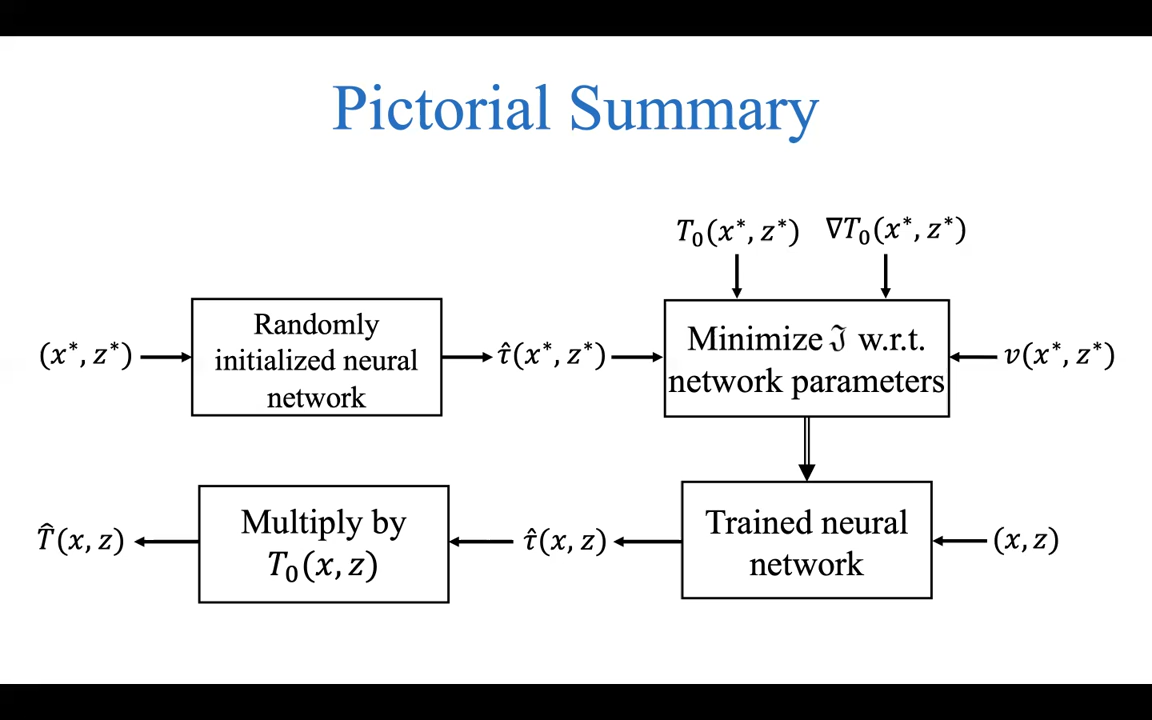 Pictorial Summary
T₀(x*, z*) ∇T₀(x*, z*)
(x*, z*)
Randomly
initialized neural
network
τ̂(x*, z*)
Minimize ℑ w.r.t.
network parameters
v(x*, z*)
T̂(x, z)
Multiply by
T₀(x, z)
τ̂(x, z)
Trained neural
network
(x, z)